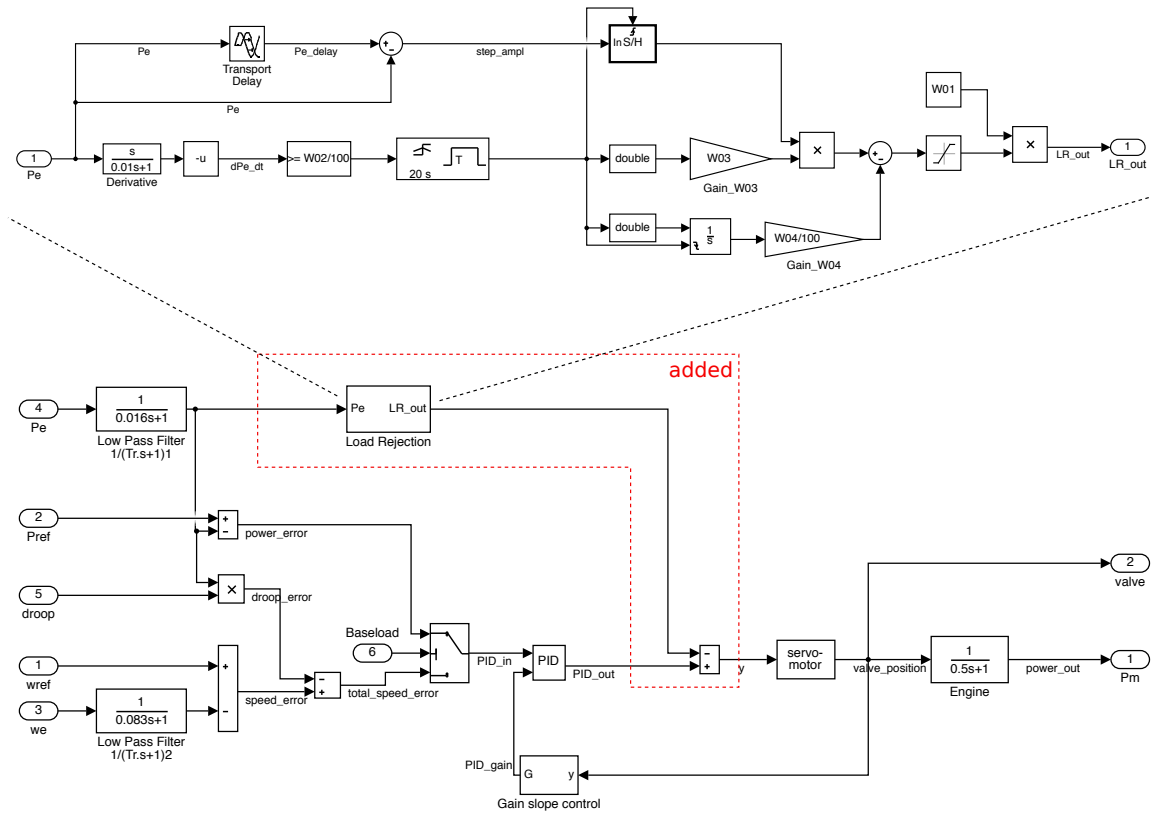 Pe
Transport
Delay
Pe_delay
+
-
step_ampl
In S/H
Pe
1
Pe
s
0.01s+1
Derivative
-u
dPe_dt
>= W02/100
20 s
T
double
W03
Gain_W03
×
+
-
W01
×
LR_out
1
LR_out
double
1
s
W04/100
Gain_W04
added
4
Pe
1
0.016s+1
Low Pass Filter
1/(Tr.s+1)1
Pe LR_out
Load Rejection
2
Pref
+
-
power_error
5
droop
×
droop_error
1
wref
3
we
1
0.083s+1
Low Pass Filter
1/(Tr.s+1)2
+
-
speed_error
-
+
total_speed_error
Baseload
6
PID_in
PID
PID_out
-
+
y
servo-
motor
valve_position
1
0.5s+1
Engine
power_out
2
valve
1
Pm
PID_gain
G y
Gain slope control